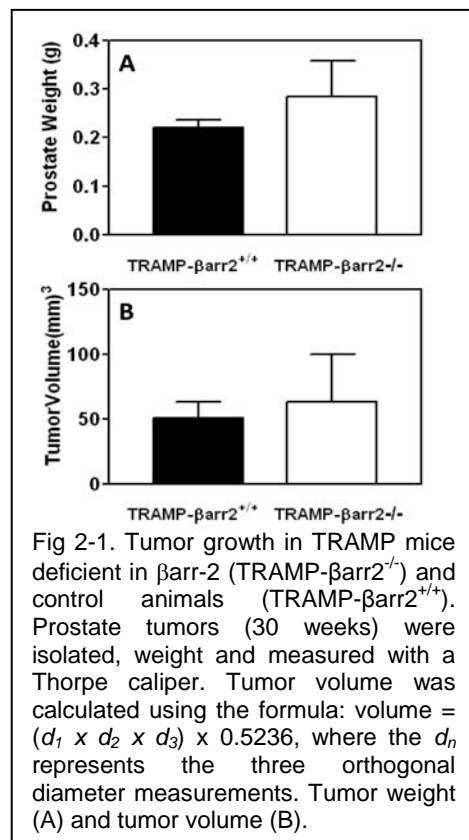 0.4
A
0.3
0.2
0.1
0.0
Prostate Weight (g)
TRAMP-βarr2+/+ TRAMP-βarr2-/-
150
B
100
50
0
TumorVolume(mm)3
TRAMP-βarr2+/+ TRAMP-βarr2-/-
Fig 2-1. Tumor growth in TRAMP mice
deficient in βarr-2 (TRAMP-βarr2-/-) and
control animals (TRAMP-βarr2+/+).
Prostate tumors (30 weeks) were
isolated, weight and measured with a
Thorpe caliper. Tumor volume was
calculated using the formula: volume =
(d1 x d2 x d3) x 0.5236, where the dn
represents the three orthogonal
diameter measurements. Tumor weight
(A) and tumor volume (B).